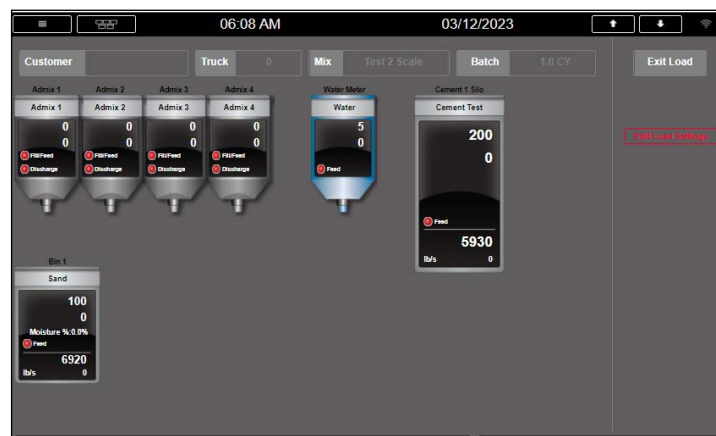 06:08 AM 03/12/2023
Customer Truck 0 Mix Test 2 Scale Batch 1.0 CY Exit Load
Admix 1 Admix 2 Admix 3 Admix 4 Water Meter Cement 1 Silo
Admix 1 Admix 2 Admix 3 Admix 4 Water Cement Test
0 0 0 0 5 200
0 0 0 0 0 0
Fill/Feed Fill/Feed Fill/Feed Fill/Feed
Discharge Discharge Discharge Discharge Feed
Edit Load Settings
Feed
5930
lb/s 0
Bin 1
Sand
100
0
Moisture %:0.0%
Feed
6920
lb/s 0